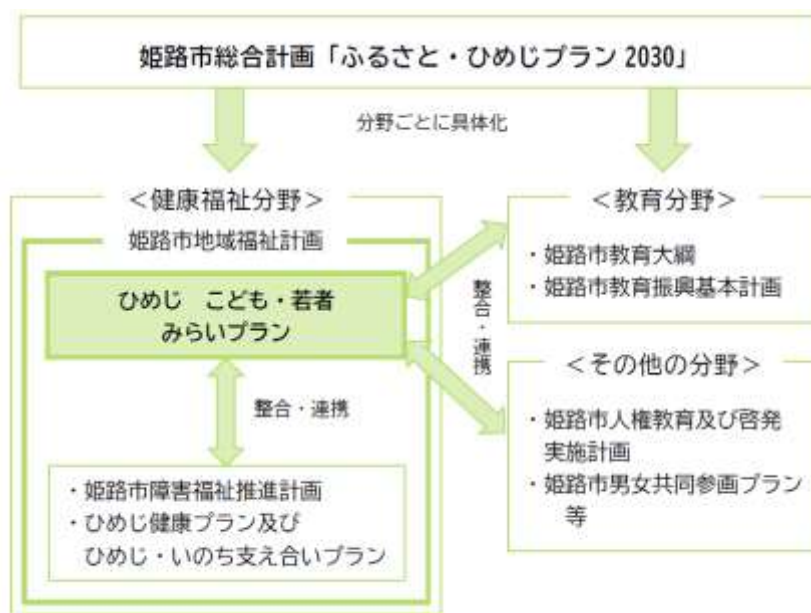 姫路市総合計画「ふるさと・ひめじプラン 2030」
分野ごとに具体化
＜健康福祉分野＞
姫路市地域福祉計画
ひめじ　こども・若者
みらいプラン
整合・連携
・姫路市障害福祉推進計画
・ひめじ健康プラン及び
ひめじ・いのち支え合いプラン
整合・連携
＜教育分野＞
・姫路市教育大綱
・姫路市教育振興基本計画
＜その他の分野＞
・姫路市人権教育及び啓発
実施計画
・姫路市男女共同参画プラン
等